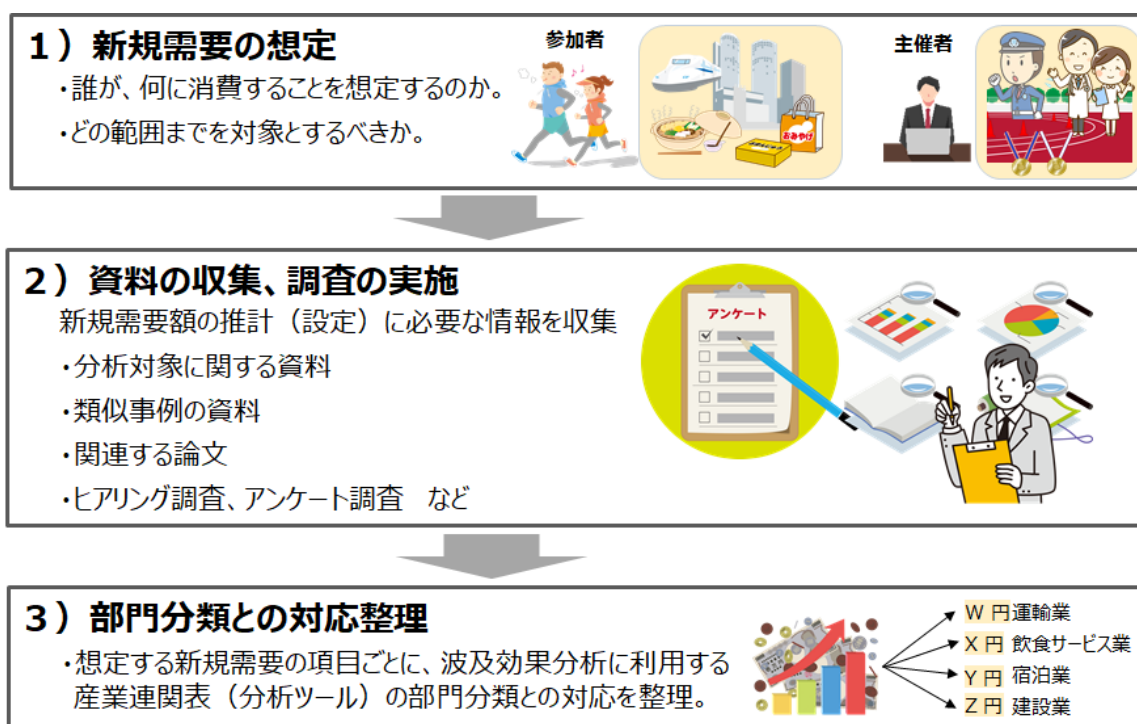 １）新規需要の想定
・誰が、何に消費することを想定するのか。
・どの範囲までを対象とするべきか。
参加者
おみやげ
主催者
２）資料の収集、調査の実施
新規需要額の推計（設定）に必要な情報を収集
・分析対象に関する資料
・類似事例の資料
・関連する論文
・ヒアリング調査、アンケート調査　など
アンケート
３）部門分類との対応整理
・想定する新規需要の項目ごとに、波及効果分析に利用する
産業連関表（分析ツール）の部門分類との対応を整理。
W 円 運輸業
X 円 飲食サービス業
Y 円 宿泊業
Z 円 建設業